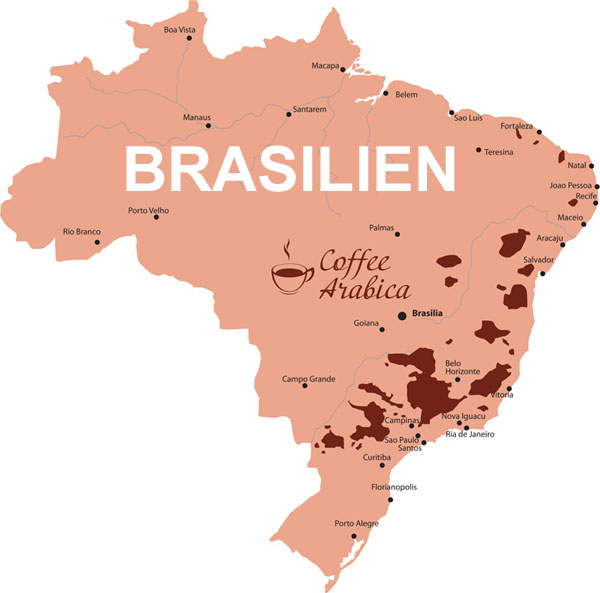 Boa Vista
Macapa
Belem
Santarem
Manaus
Sao Luis
Fortaleza
Teresina
BRASILIEN
Natal
Joao Pessoa
Recife
Porto Velho
Maceio
Rio Branco
Palmas
Aracaju
Coffee
Arabica
Salvador
Brasilia
Goiana
Belo
Horizonte
Campo Grande
Vitoria
Campinas
Nova Iguacu
Ria de Janeiro
Sao Paulo
Santos
Curitiba
Florianopolis
Porto Alegre